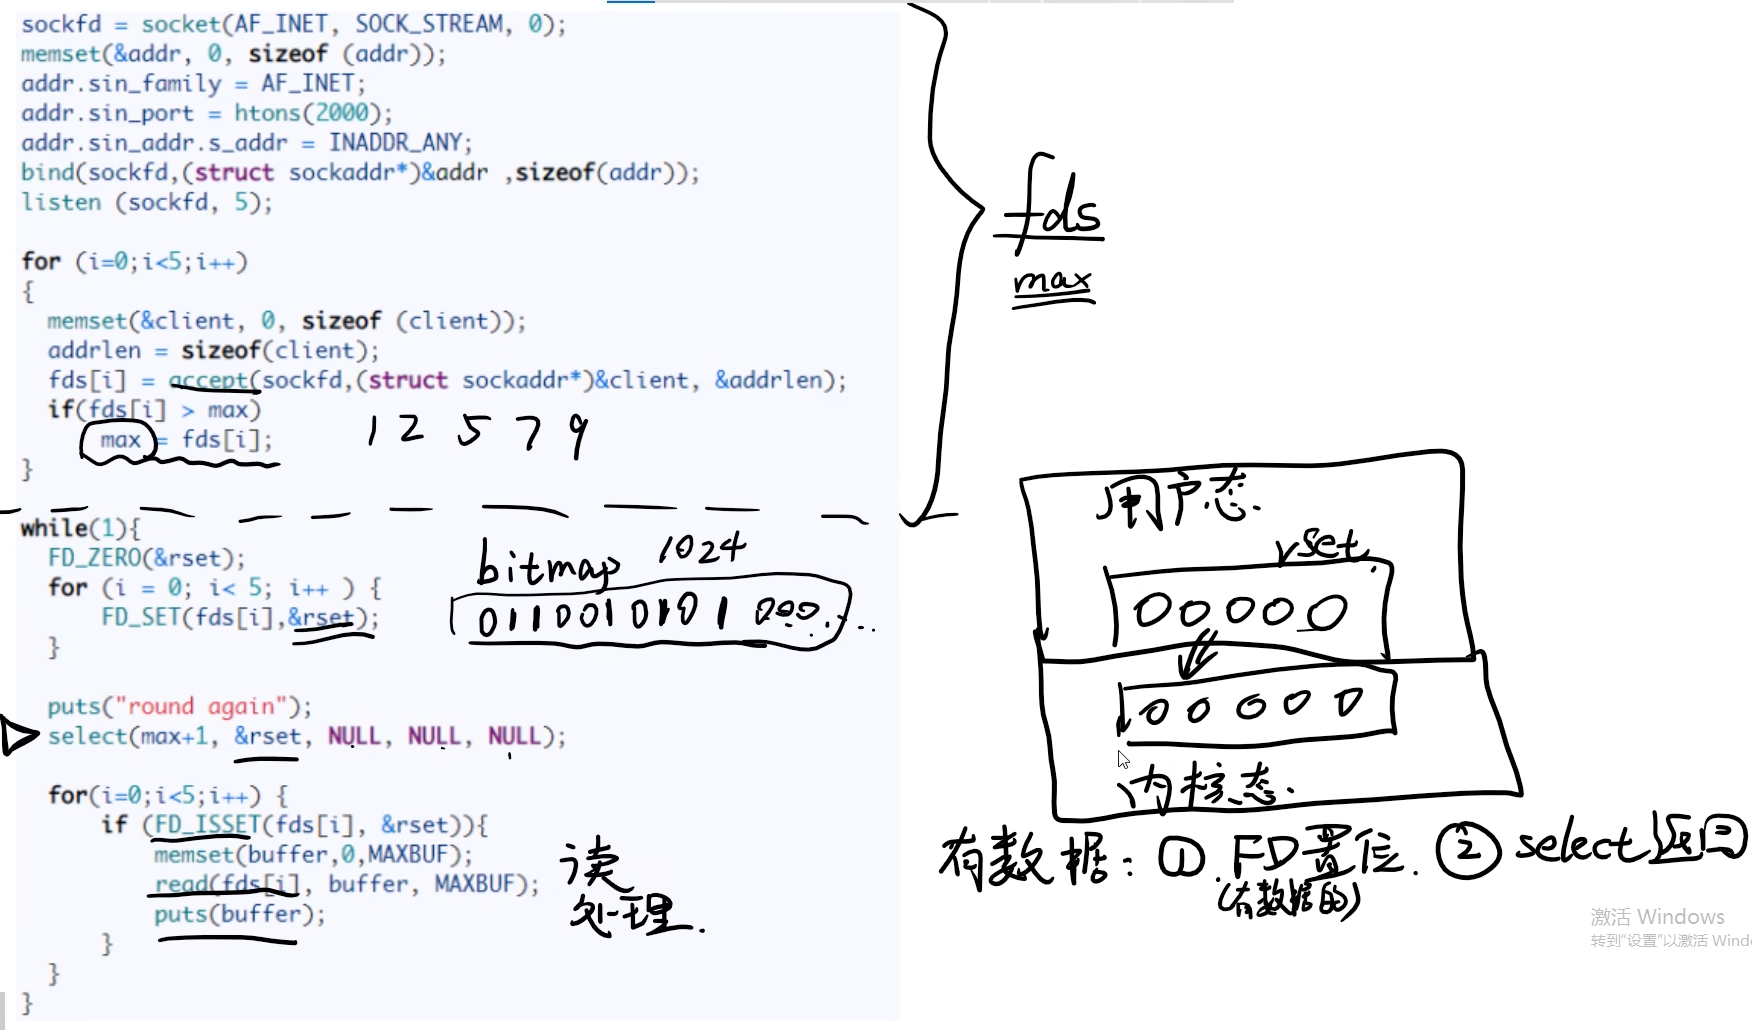 sockfd = socket(AF_INET, SOCK_STREAM, 0);
memset(&addr, 0, sizeof (addr));
addr.sin_family = AF_INET;
addr.sin_port = htons(2000);
addr.sin_addr.s_addr = INADDR_ANY;
bind(sockfd,(struct sockaddr*)&addr ,sizeof(addr));
listen (sockfd, 5);
for (i=0;i<5;i++)
{
memset(&client, 0, sizeof (client));
addrlen = sizeof(client);
fds[i] = accept(sockfd,(struct sockaddr*)&client, &addrlen);
if(fds[i] > max)
max = fds[i];
}
1 2 5 7 9
fds
max
while(1){
FD_ZERO(&rset);
for (i = 0; i< 5; i++ ) {
FD_SET(fds[i],&rset);
}
bitmap 1024
0110010101 000...
puts("round again");
select(max+1, &rset, NULL, NULL, NULL);
for(i=0;i<5;i++) {
if (FD_ISSET(fds[i], &rset)){
memset(buffer,0,MAXBUF);
read(fds[i], buffer, MAXBUF);
puts(buffer);
}
}
}
读
处理.
用户态.
rset.
00000
00000
内核态.
有数据: ①.FD置位. ② select返回
(有数据的)
激活 Windows
转到"设置"以激活 Wind